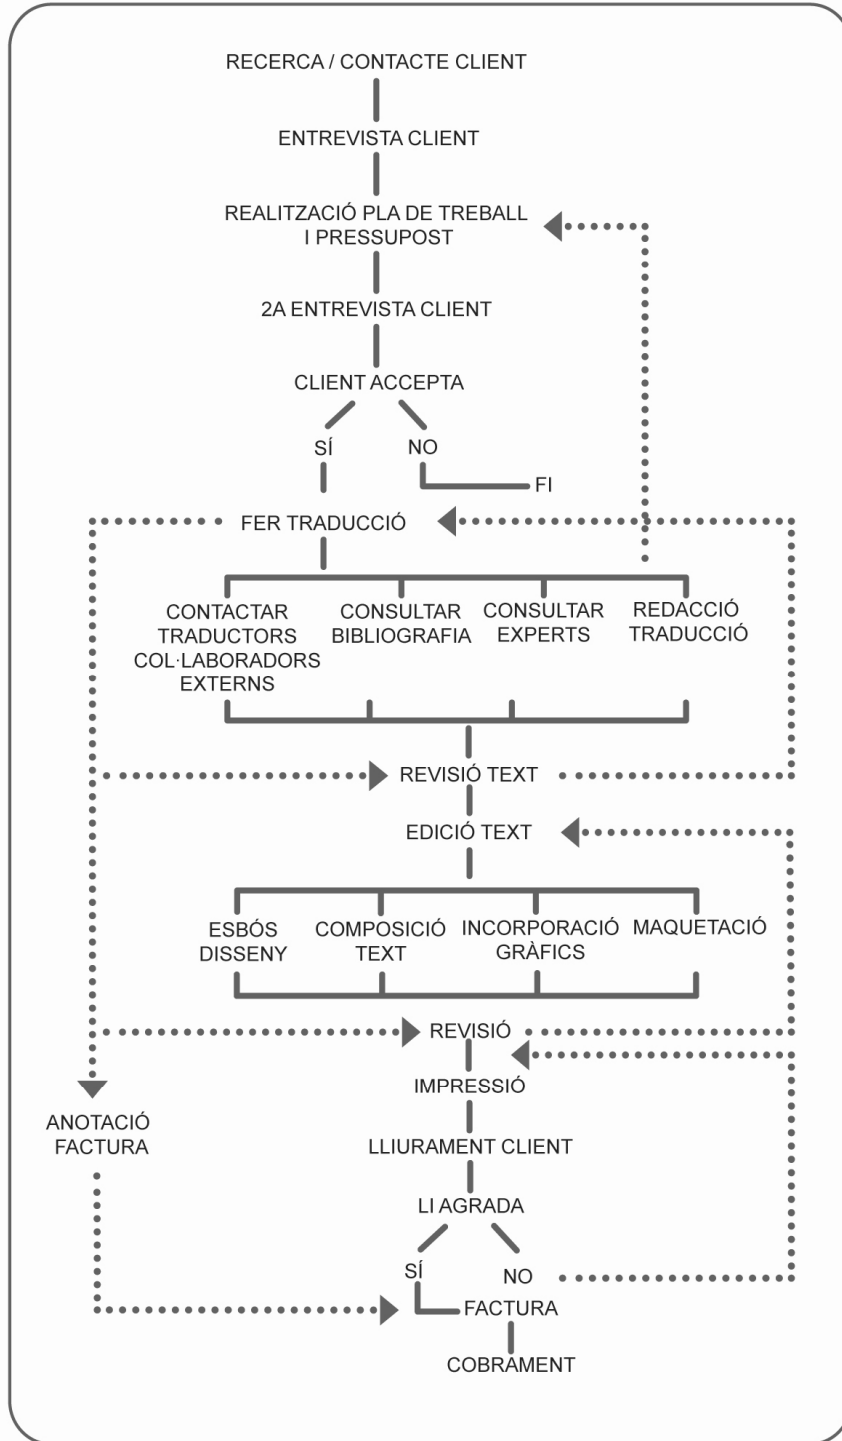 RECERCA / CONTACTE CLIENT
ENTREVISTA CLIENT
REALITZACIÓ PLA DE TREBALL
I PRESSUPOST
2A ENTREVISTA CLIENT
CLIENT ACCEPTA
SÍ
NO
FI
FER TRADUCCIÓ
CONTACTAR
TRADUCTORS
COL·LABORADORS
EXTERNS
CONSULTAR
BIBLIOGRAFIA
CONSULTAR
EXPERTS
REDACCIÓ
TRADUCCIÓ
REVISIÓ TEXT
EDICIÓ TEXT
ESBÓS
DISSENY
COMPOSICIÓ
TEXT
INCORPORACIÓ
GRÀFICS
MAQUETACIÓ
REVISIÓ
IMPRESSIÓ
ANOTACIÓ
FACTURA
LLIURAMENT CLIENT
LI AGRADA
SÍ
NO
FACTURA
COBRAMENT